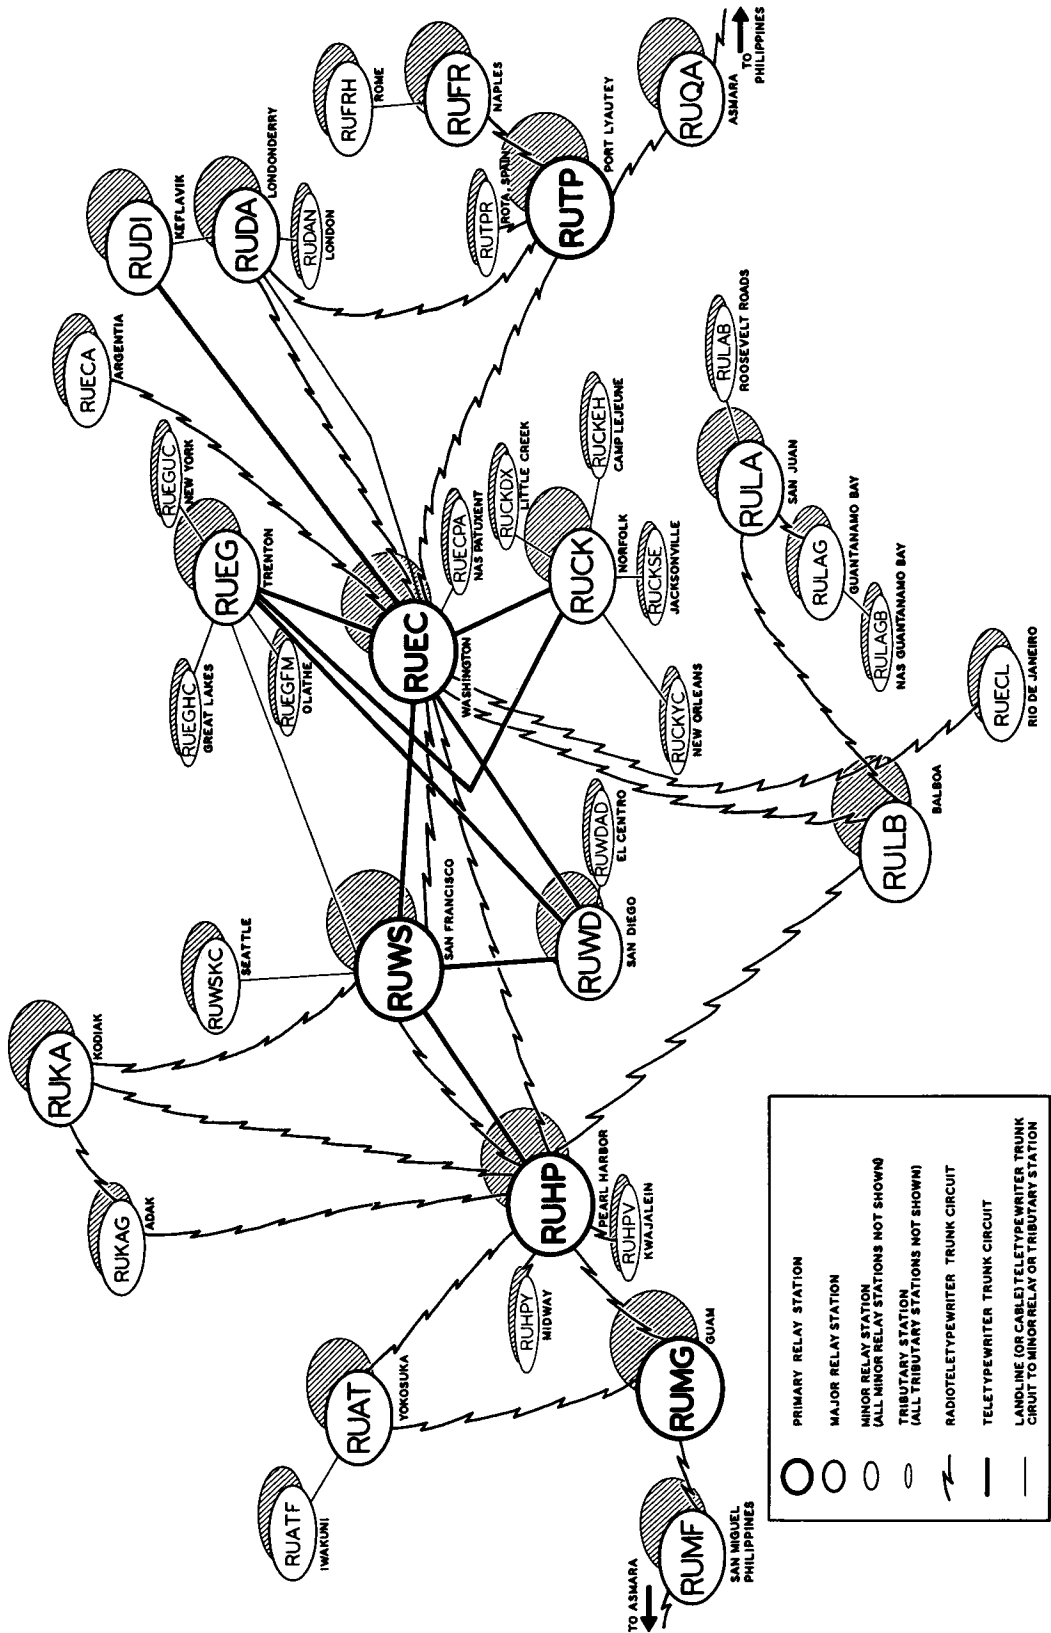 RUKA
KODIAK
RUKAG
ADAK
RUAT
YOKOSUKA
RUATF
IWAKUNI
RUMF
SAN MIGUEL
PHILIPPINES
TO ASMARA
RUMG
GUAM
RUHPY
MIDWAY
RUHPV
KWAJALEIN
RUHP
PEARL HARBOR
RUWSKC
SEATTLE
RUWS
SAN FRANCISCO
RUWD
SAN DIEGO
RUWDAD
EL CENTRO
RUEGHC
GREAT LAKES
RUEGFM
OLATHE
RUEG
TRENTON
RUEGUC
NEW YORK
RUECA
ARGENTIA
RUEC
WASHINGTON
RUECPA
NAS PATUXENT
RUCKDX
LITTLE CREEK
RUCKEH
CAMP LEJEUNE
RUCK
NORFOLK
RUCKSE
JACKSONVILLE
RUCKYC
NEW ORLEANS
RUDI
KEFLAVIK
RUDA
LONDONDERRY
RUDAN
LONDON
RUFRH
ROME
RUFR
NAPLES
RUTPR
ROTA, SPAIN
RUTP
PORT LYAUTEY
RUQA
ASMARA
TO
PHILIPPINES
RULAB
ROOSEVELT ROADS
RULA
SAN JUAN
RULAG
GUANTANAMO BAY
RULAGB
NAS GUANTANAMO BAY
RULB
BALBOA
RUECL
RIO DE JANEIRO
PRIMARY RELAY STATION
MAJOR RELAY STATION
MINOR RELAY STATION
(ALL MINOR RELAY STATIONS NOT SHOWN)
TRIBUTARY STATION
(ALL TRIBUTARY STATIONS NOT SHOWN)
RADIOTELETYPEWRITER TRUNK CIRCUIT
TELETYPEWRITER TRUNK CIRCUIT
LANDLINE (OR CABLE) TELETYPEWRITER TRUNK
CIRUIT TO MINOR RELAY OR TRIBUTARY STATION